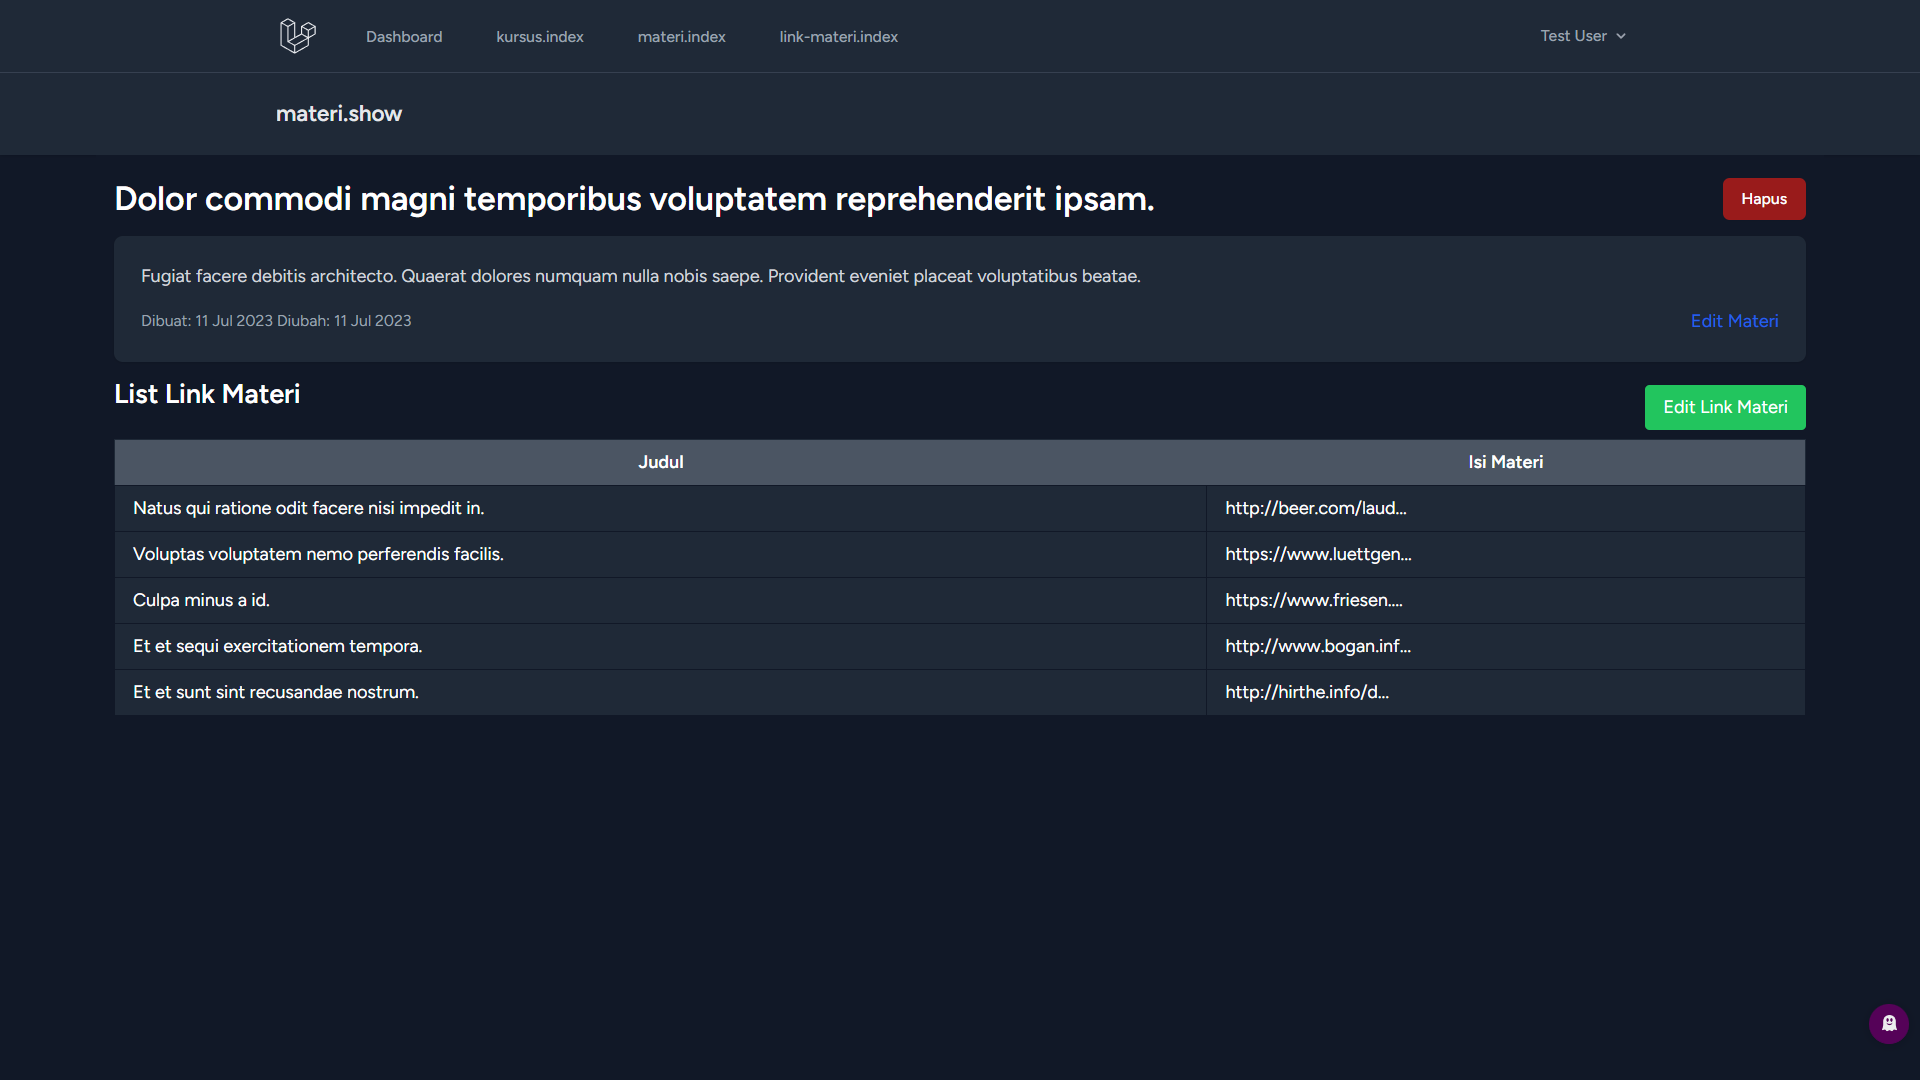 Dashboard kursus.index materi.index link-materi.index Test User
materi.show
Dolor commodi magni temporibus voluptatem reprehenderit ipsam. Hapus
Fugiat facere debitis architecto. Quaerat dolores numquam nulla nobis saepe. Provident eveniet placeat voluptatibus beatae.
Dibuat: 11 Jul 2023 Diubah: 11 Jul 2023 Edit Materi
List Link Materi Edit Link Materi
Judul Isi Materi
Natus qui ratione odit facere nisi impedit in. http://beer.com/laud...
Voluptas voluptatem nemo perferendis facilis. https://www.luettgen...
Culpa minus a id. https://www.friesen....
Et et sequi exercitationem tempora. http://www.bogan.inf...
Et et sunt sint recusandae nostrum. http://hirthe.info/d...